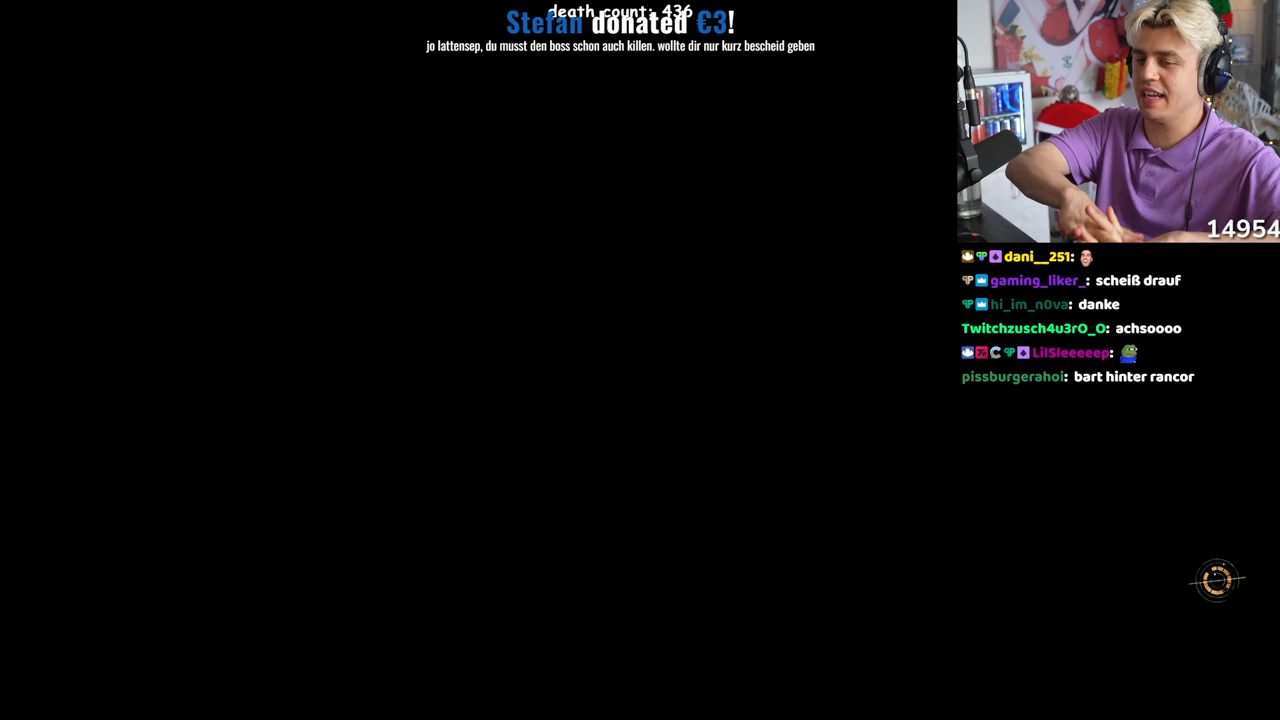 death count: 436
Stefan donated €3!
jo lattensep, du musst den boss schon auch killen. wollte dir nur kurz bescheid geben
14954
dani__251:
gaming_liker_: scheiß drauf
hi_im_n0va: danke
Twitchzusch4u3rO_O: achsoooo
LilSleeeeep:
pissburgerahoi: bart hinter rancor